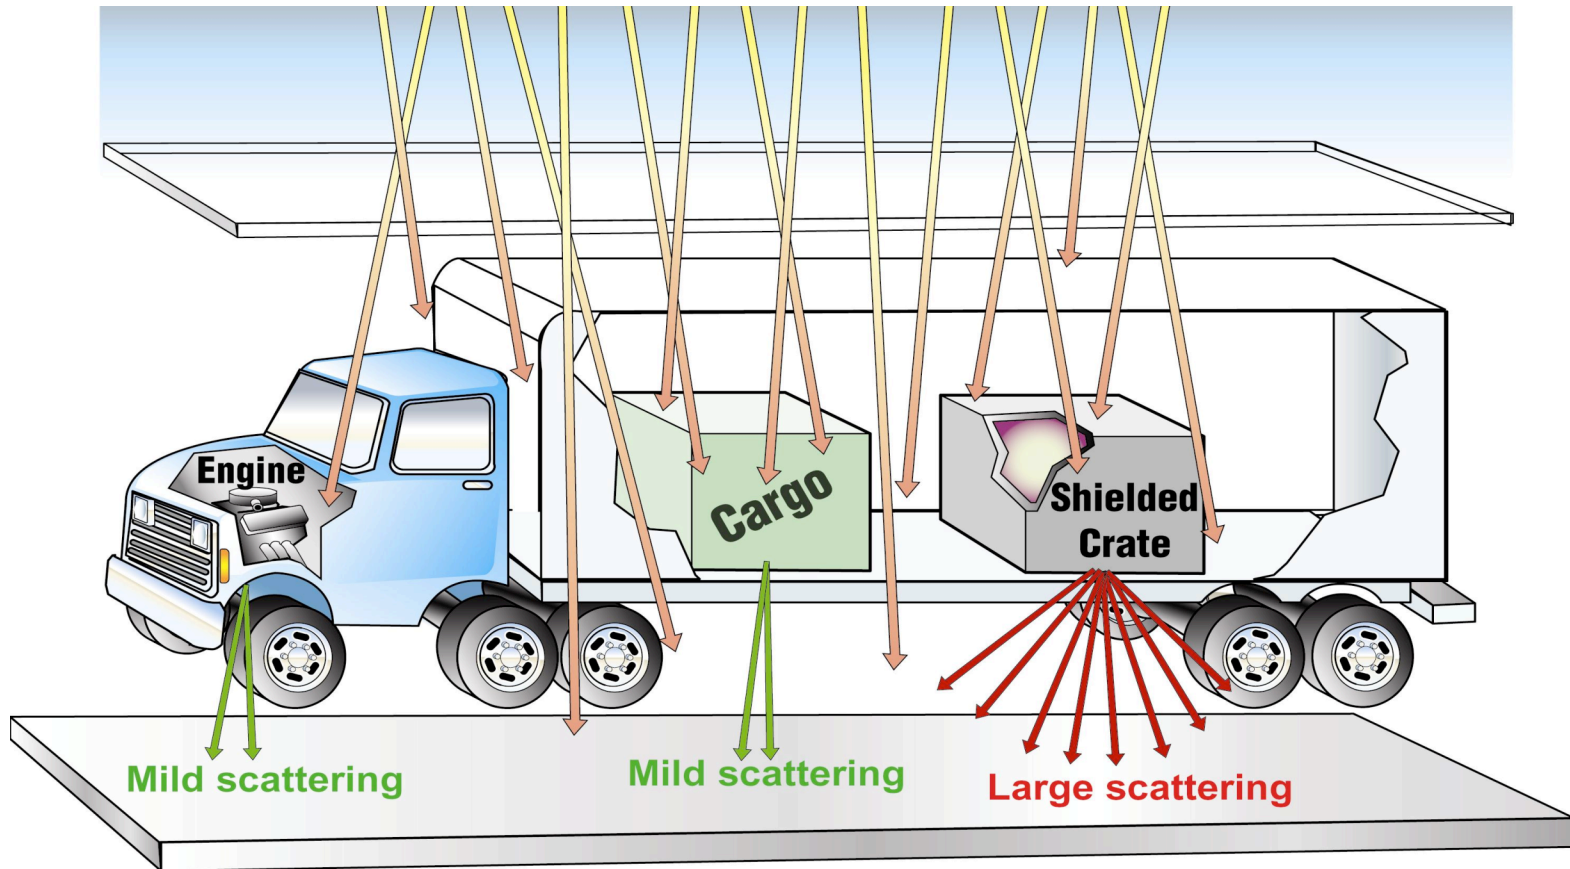 Engine
Cargo
Shielded
Crate
Mild scattering
Mild scattering
Large scattering